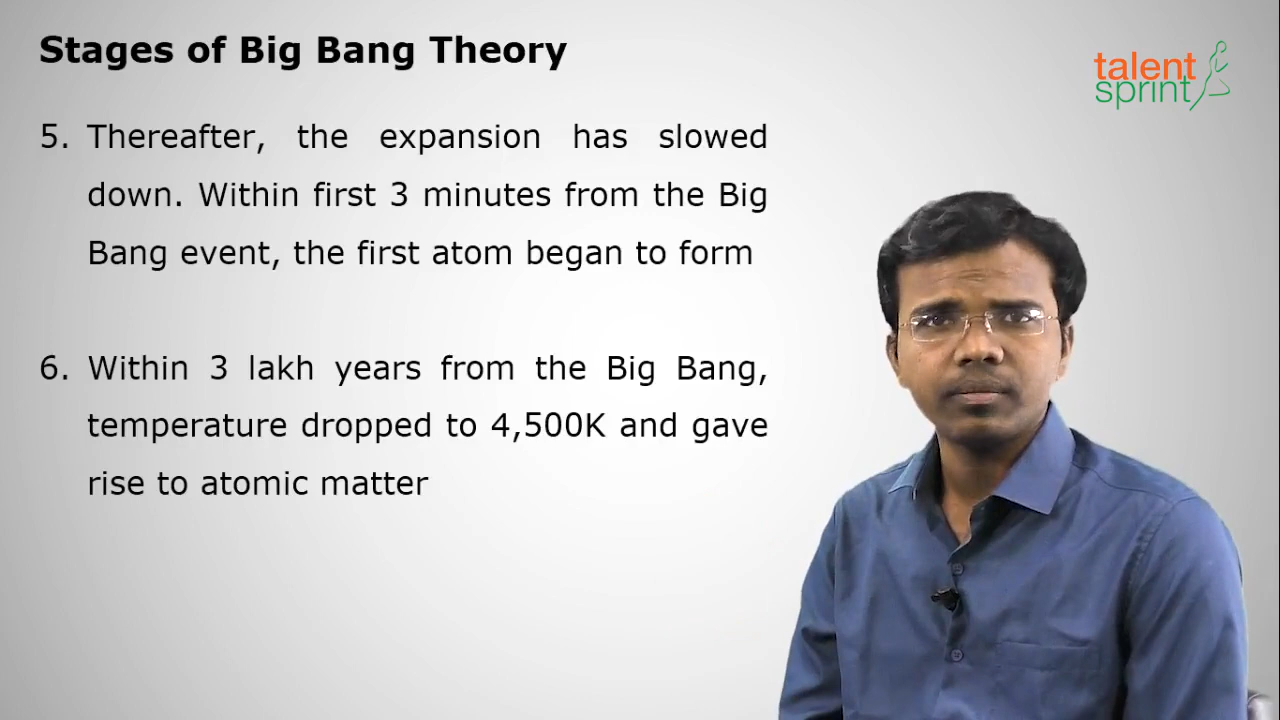 Stages of Big Bang Theory
talent
sprint
5. Thereafter, the expansion has slowed
down. Within first 3 minutes from the Big
Bang event, the first atom began to form
6. Within 3 lakh years from the Big Bang,
temperature dropped to 4,500K and gave
rise to atomic matter